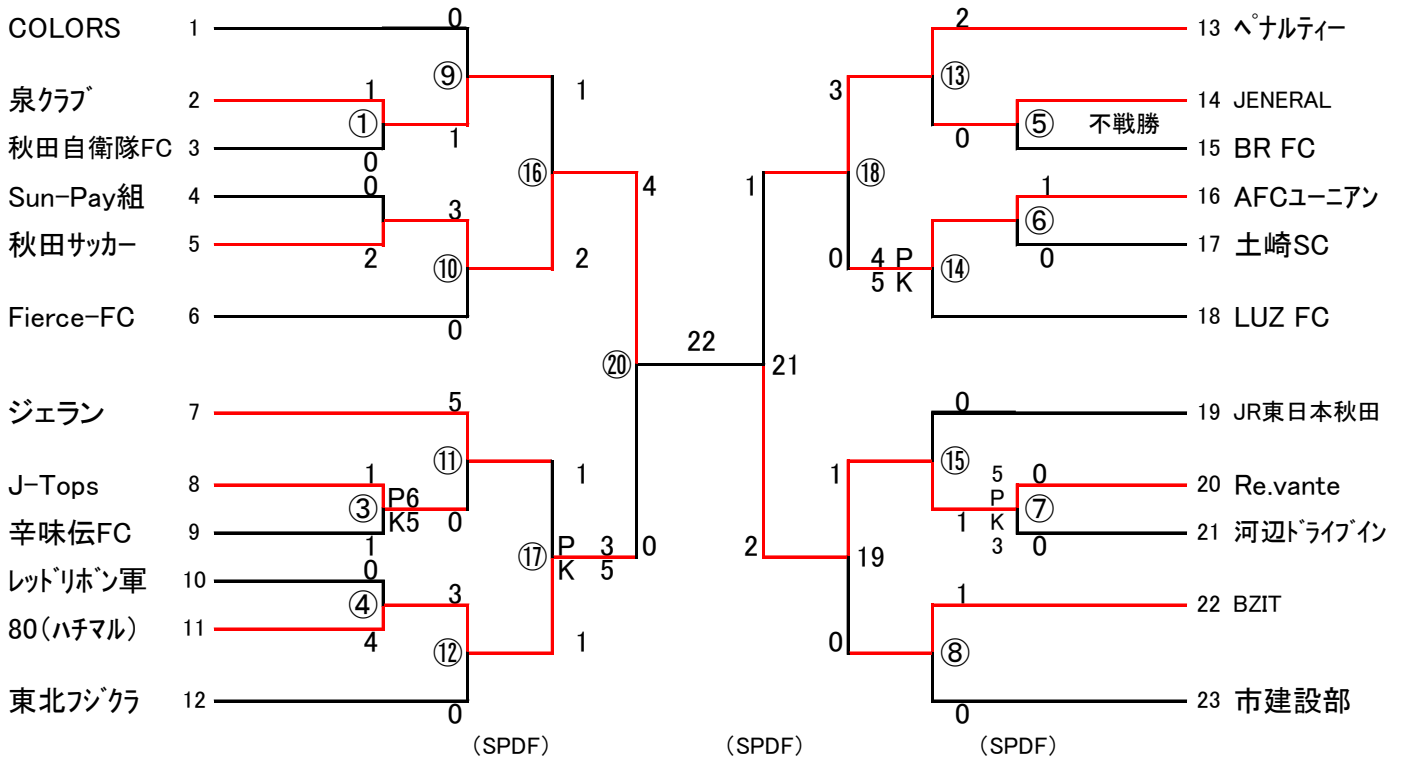 COLORS 1 0
⑨
泉クラブ 2 1
①
秋田自衛隊FC 3 0 1
Sun-Pay組 4 0
秋田サッカー 5 2 3
⑩
Fierce-FC 6 0
1
⑯
2
4
ジェラン 7 5
⑪
J-Tops 8 1
③ P6
K5 0
辛味伝FC 9 1
レッドリボン軍 10 0
④
80(ハチマル) 11 4 3
⑫
東北フジクラ 12 0
1
⑰ P 3
K 5
1
0
⑳
22
21
2 13 ペナルティー
⑬
14 JENERAL
⑤ 不戦勝
0 15 BR FC
1 16 AFCユーニアン
⑥
0 17 土崎SC
4 P
5 K ⑭
18 LUZ FC
3
⑱
0
1
0 19 JR東日本秋田
⑮
5 0 20 Re.vante
P
K ⑦
3 0 21 河辺ドライブイン
1
1 22 BZIT
⑧
0 23 市建設部
1
19
0
2
(SPDF) (SPDF) (SPDF)